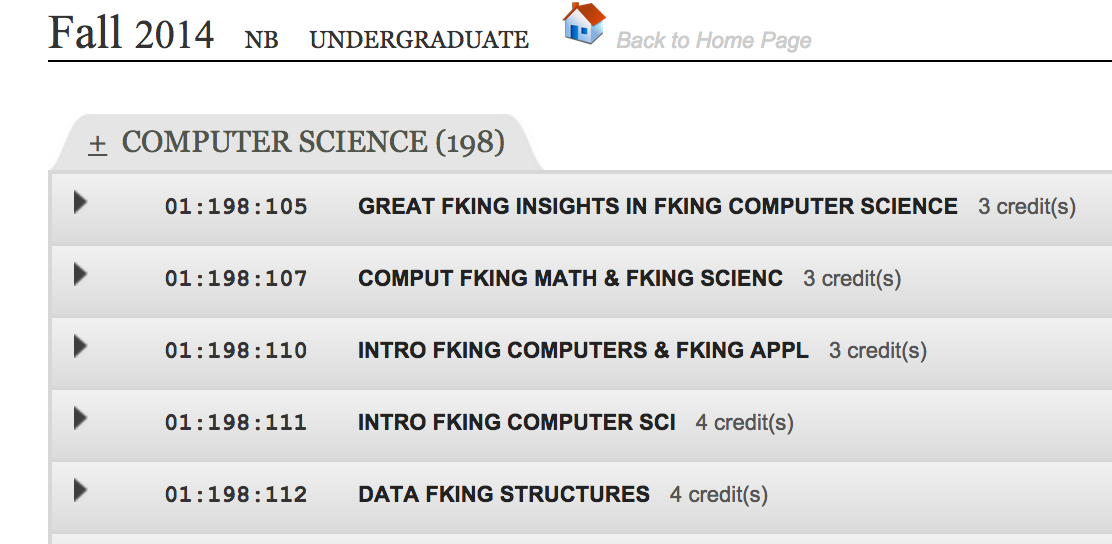 Fall 2014 NB UNDERGRADUATE Back to Home Page
+ COMPUTER SCIENCE (198)
01:198:105 GREAT FKING INSIGHTS IN FKING COMPUTER SCIENCE 3 credit(s)
01:198:107 COMPUT FKING MATH & FKING SCIENC 3 credit(s)
01:198:110 INTRO FKING COMPUTERS & FKING APPL 3 credit(s)
01:198:111 INTRO FKING COMPUTER SCI 4 credit(s)
01:198:112 DATA FKING STRUCTURES 4 credit(s)